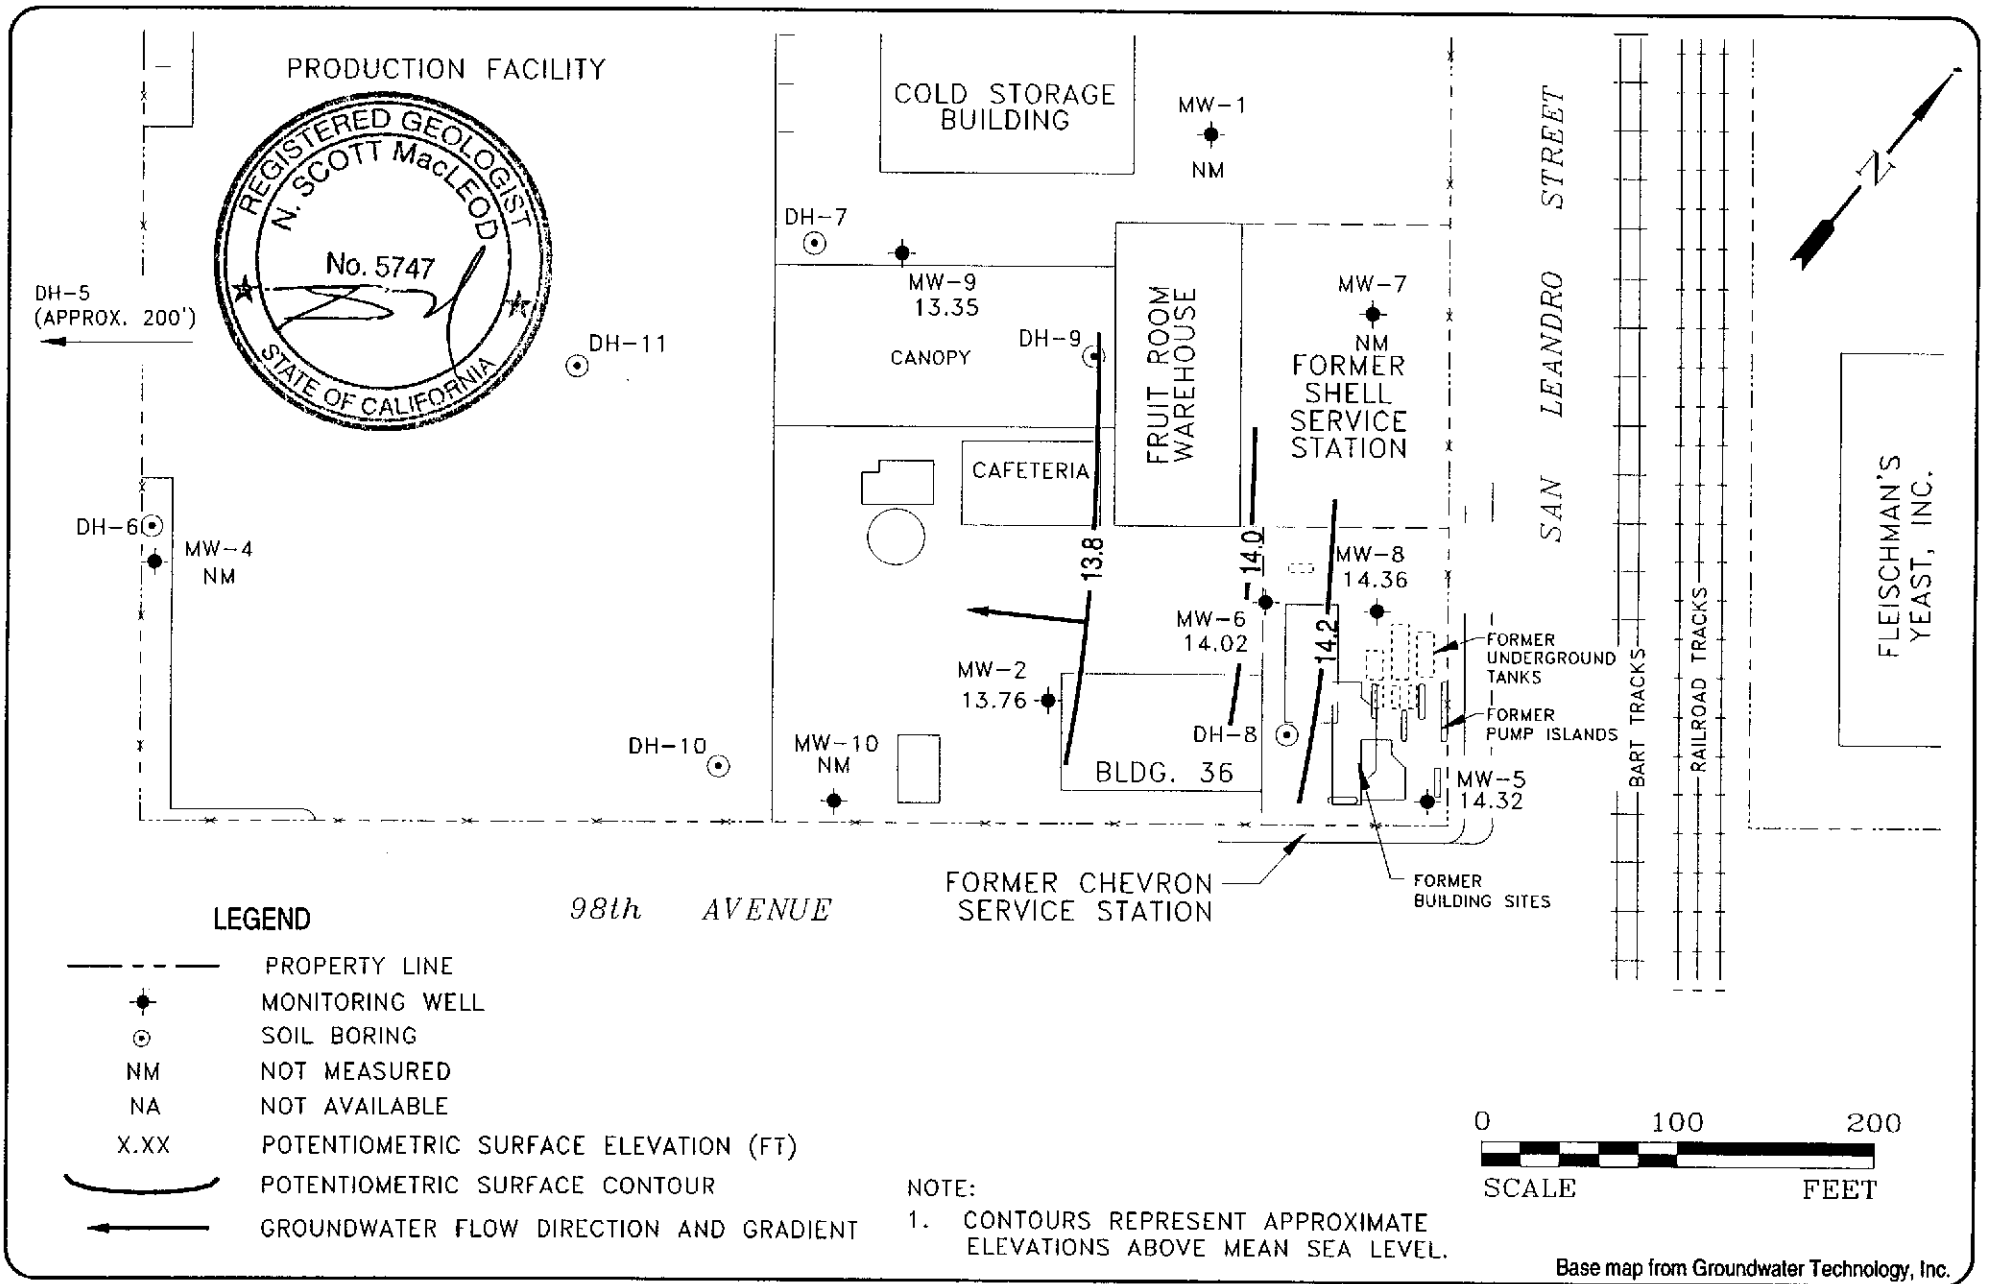 PRODUCTION FACILITY
REGISTERED GEOLOGIST
N. SCOTT MacLEOD
No. 5747
STATE OF CALIFORNIA
COLD STORAGE
BUILDING
MW-1
NM
SAN LEANDRO STREET
N
DH-7
MW-9
13.35
DH-5
(APPROX. 200')
DH-11
DH-9
CANOPY
FRUIT ROOM
WAREHOUSE
MW-7
NM
FORMER
SHELL
SERVICE
STATION
CAFETERIA
DH-6
MW-4
NM
13.8
14.0
14.2
MW-8
14.36
MW-6
14.02
MW-2
13.76
FORMER
UNDERGROUND
TANKS
FORMER
PUMP ISLANDS
BART TRACKS
RAILROAD TRACKS
FLEISCHMAN'S
YEAST, INC.
DH-10
MW-10
NM
DH-8
BLDG. 36
MW-5
14.32
FORMER CHEVRON
SERVICE STATION
FORMER
BUILDING SITES
98th AVENUE
LEGEND
PROPERTY LINE
MONITORING WELL
SOIL BORING
NM NOT MEASURED
NA NOT AVAILABLE
X.XX POTENTIOMETRIC SURFACE ELEVATION (FT)
POTENTIOMETRIC SURFACE CONTOUR
GROUNDWATER FLOW DIRECTION AND GRADIENT
NOTE:
1. CONTOURS REPRESENT APPROXIMATE
ELEVATIONS ABOVE MEAN SEA LEVEL.
0 100 200
SCALE FEET
Base map from Groundwater Technology, Inc.